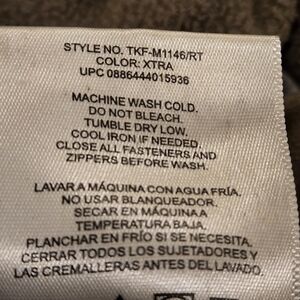 STYLE NO. TKF-M1146/RT
COLOR: XTRA
UPC 0886444015936
MACHINE WASH COLD.
DO NOT BLEACH.
TUMBLE DRY LOW,
COOL IRON IF NEEDED,
CLOSE ALL FASTENERS AND
ZIPPERS BEFORE WASH.
LAVAR A MÁQUINA CON AGUA FRÍA.
NO USAR BLANQUEADOR.
SECAR EN MÁQUINA A
TEMPERATURA BAJA.
PLANCHAR EN FRÍO SI SE NECESITA.
CERRAR TODOS LOS SUJETADORES Y
LAS CREMALLERAS ANTES DEL LAVADO.